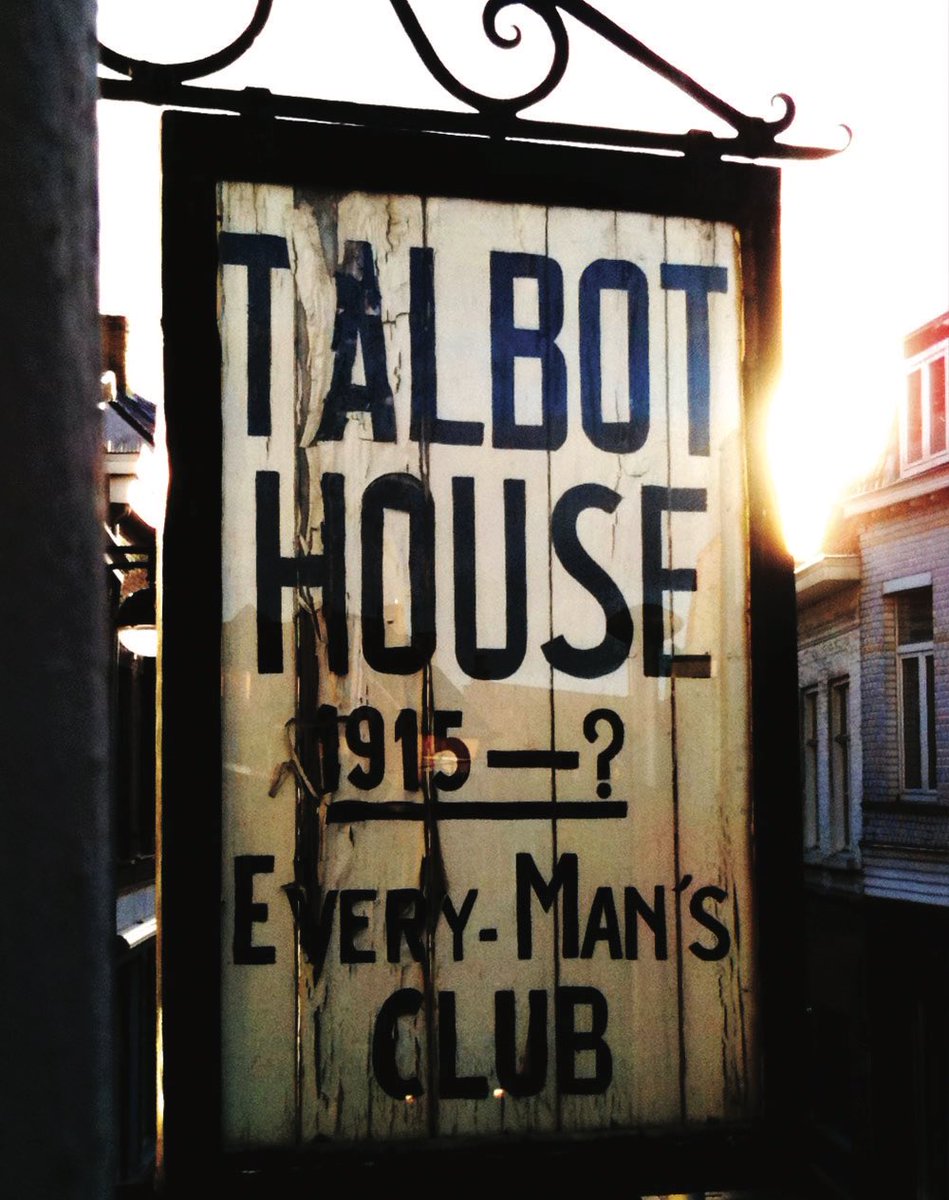 TALBOT
HOUSE
1915—?
EVERY-MAN'S
CLUB